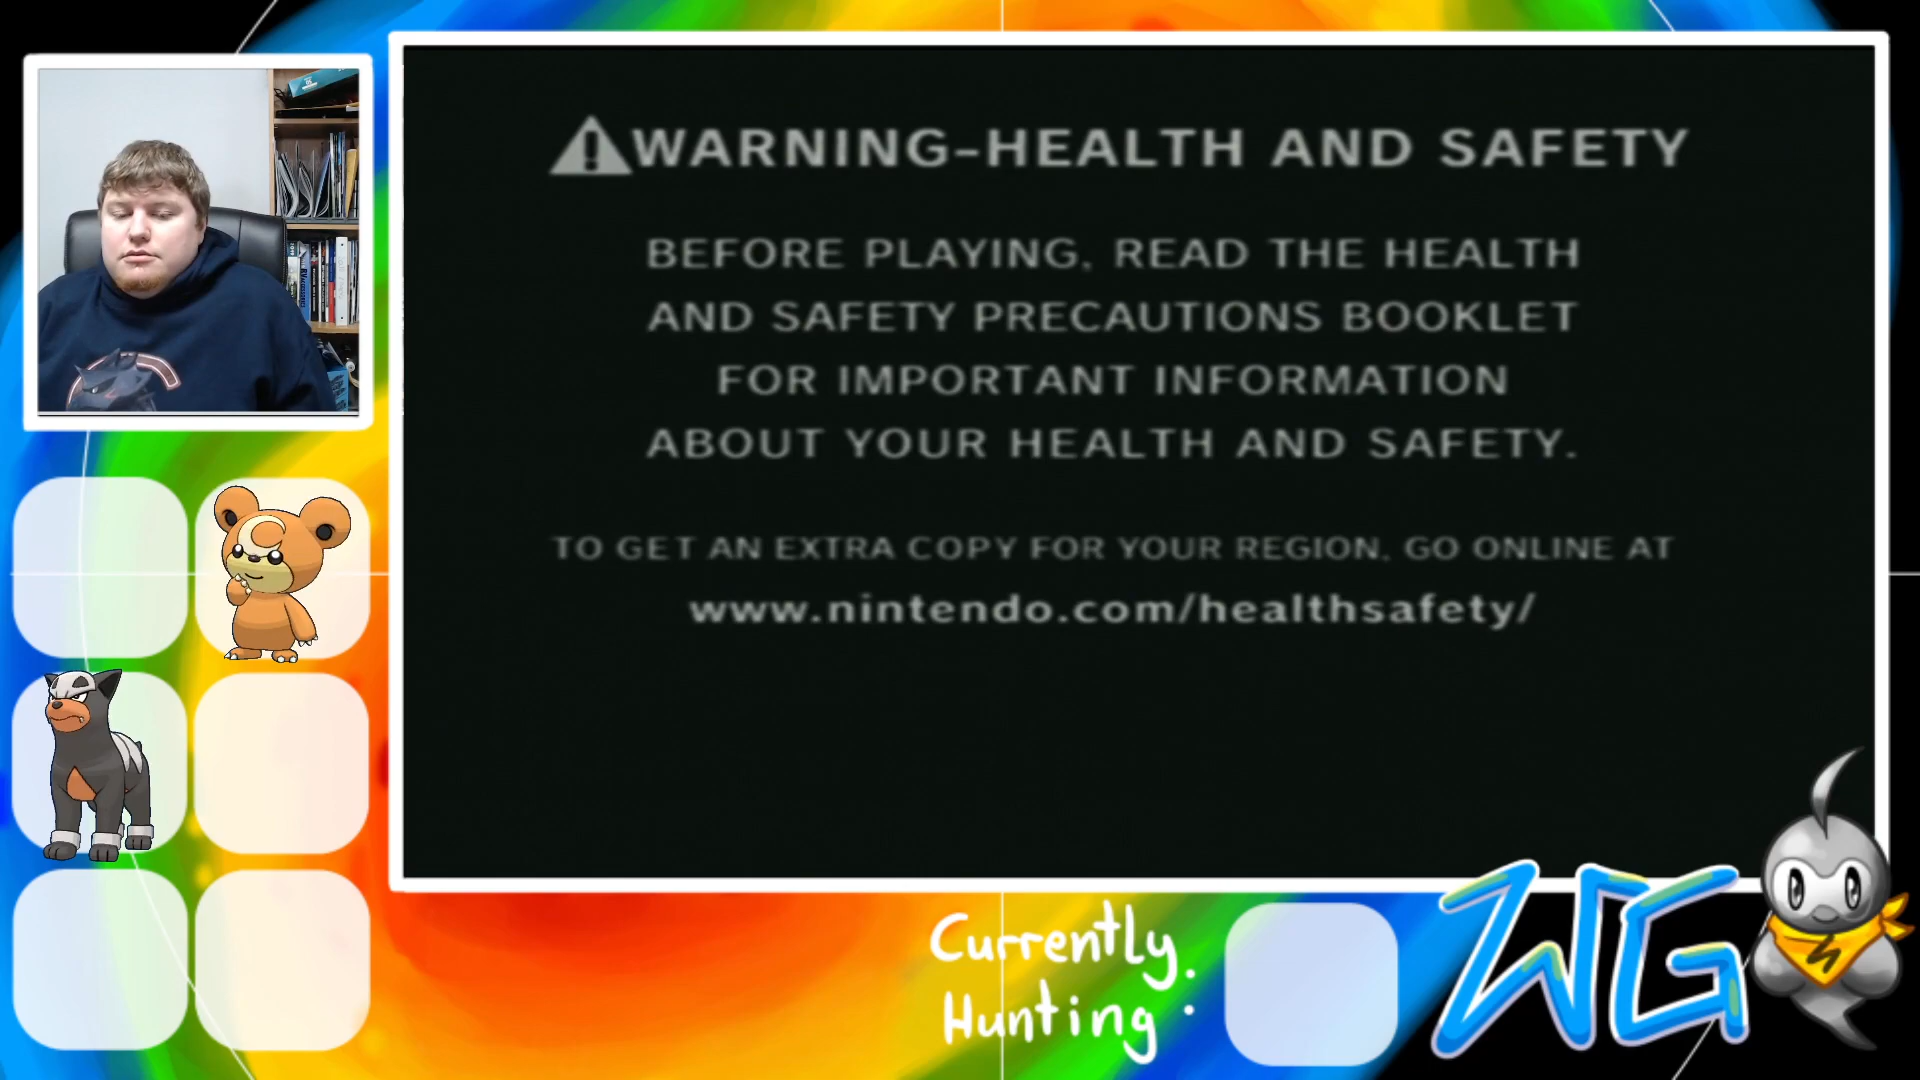 WARNING-HEALTH AND SAFETY
BEFORE PLAYING, READ THE HEALTH
AND SAFETY PRECAUTIONS BOOKLET
FOR IMPORTANT INFORMATION
ABOUT YOUR HEALTH AND SAFETY.
TO GET AN EXTRA COPY FOR YOUR REGION, GO ONLINE AT
www.nintendo.com/healthsafety/
Currently
Hunting:
WG